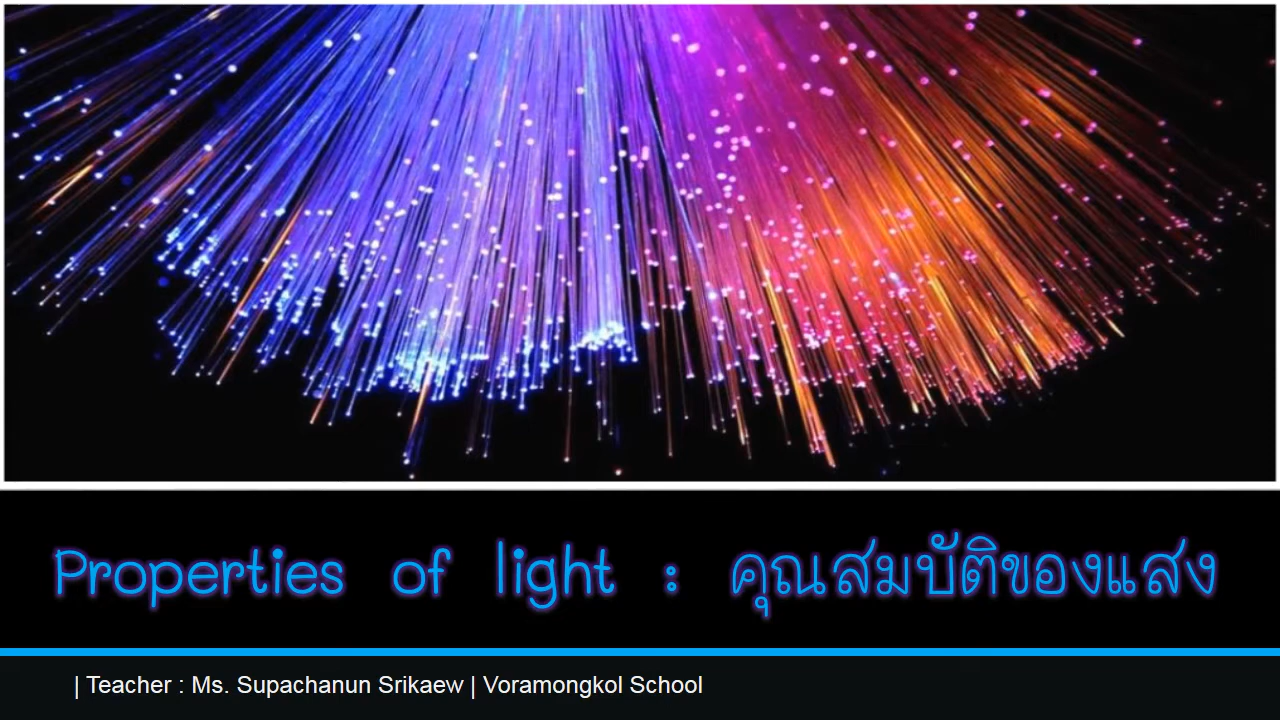 Properties of light : คุณสมบัติของแสง
| Teacher : Ms. Supachanun Srikaew | Voramongkol School